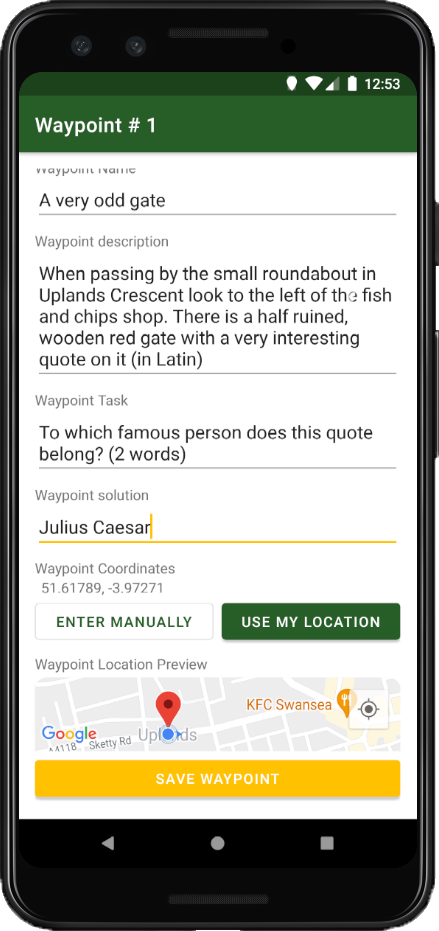 12:53
Waypoint # 1
Waypoint Name
A very odd gate
Waypoint description
When passing by the small roundabout in
Uplands Crescent look to the left of the fish
and chips shop. There is a half ruined,
wooden red gate with a very interesting
quote on it (in Latin)
Waypoint Task
To which famous person does this quote
belong? (2 words)
Waypoint solution
Julius Caesar
Waypoint Coordinates
51.61789, -3.97271
ENTER MANUALLY
USE MY LOCATION
Waypoint Location Preview
KFC Swansea
Google
Uplands
A4118
Sketty Rd
SAVE WAYPOINT